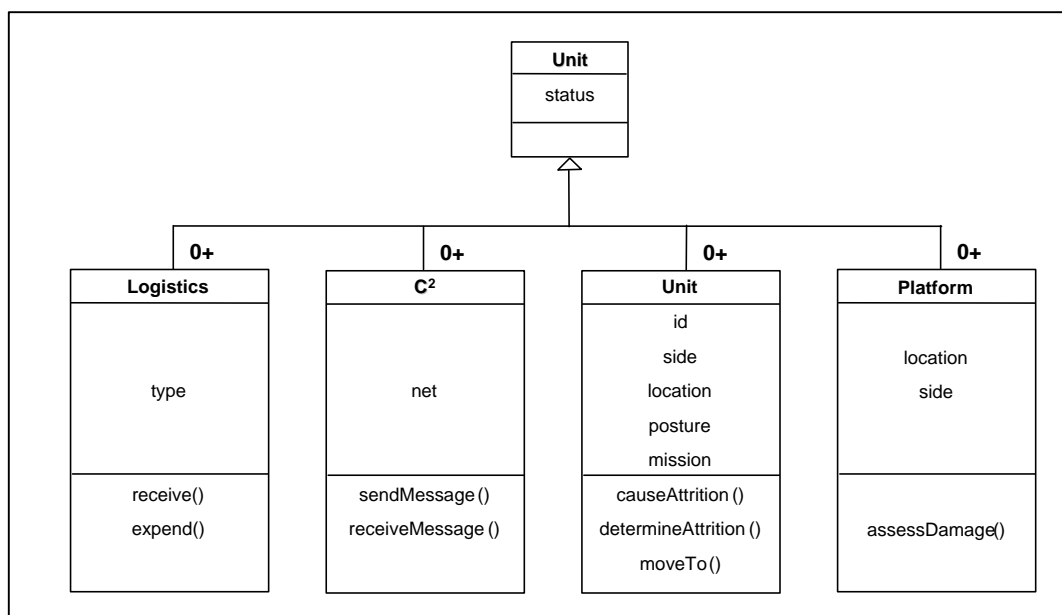 Unit
status
0+
0+
0+
0+
Logistics
type
receive()
expend()
C²
net
sendMessage()
receiveMessage()
Unit
id
side
location
posture
mission
causeAttrition()
determineAttrition()
moveTo()
Platform
location
side
assessDamage()